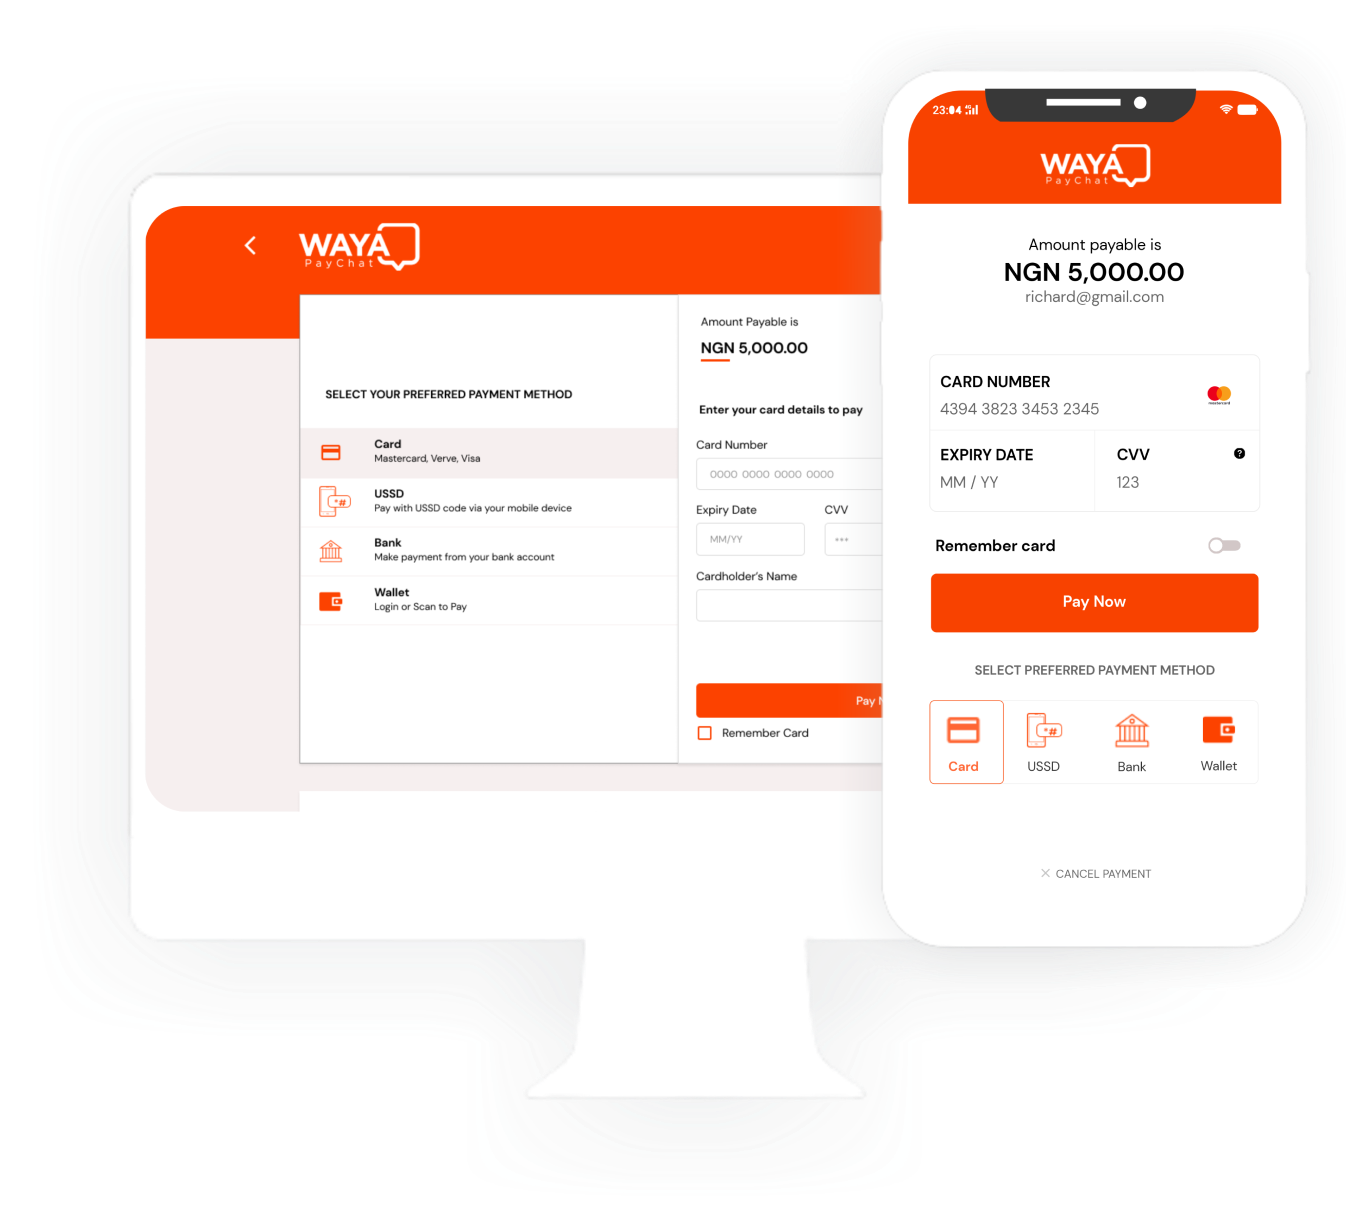 WAYA
PayChat
SELECT YOUR PREFERRED PAYMENT METHOD
Card
Mastercard, Verve, Visa
USSD
Pay with USSD code via your mobile device
Bank
Make payment from your bank account
Wallet
Login or Scan to Pay
Amount Payable is
NGN 5,000.00
Enter your card details to pay
Card Number
0000 0000 0000 0000
Expiry Date CVV
MM/YY ***
Cardholder's Name
Pay N
Remember Card
23:04 4G
WAYA
PayChat
Amount payable is
NGN 5,000.00
richard@gmail.com
CARD NUMBER
4394 3823 3453 2345
mastercard
EXPIRY DATE CVV ?
MM / YY 123
Remember card
Pay Now
SELECT PREFERRED PAYMENT METHOD
*#
Card USSD Bank Wallet
× CANCEL PAYMENT